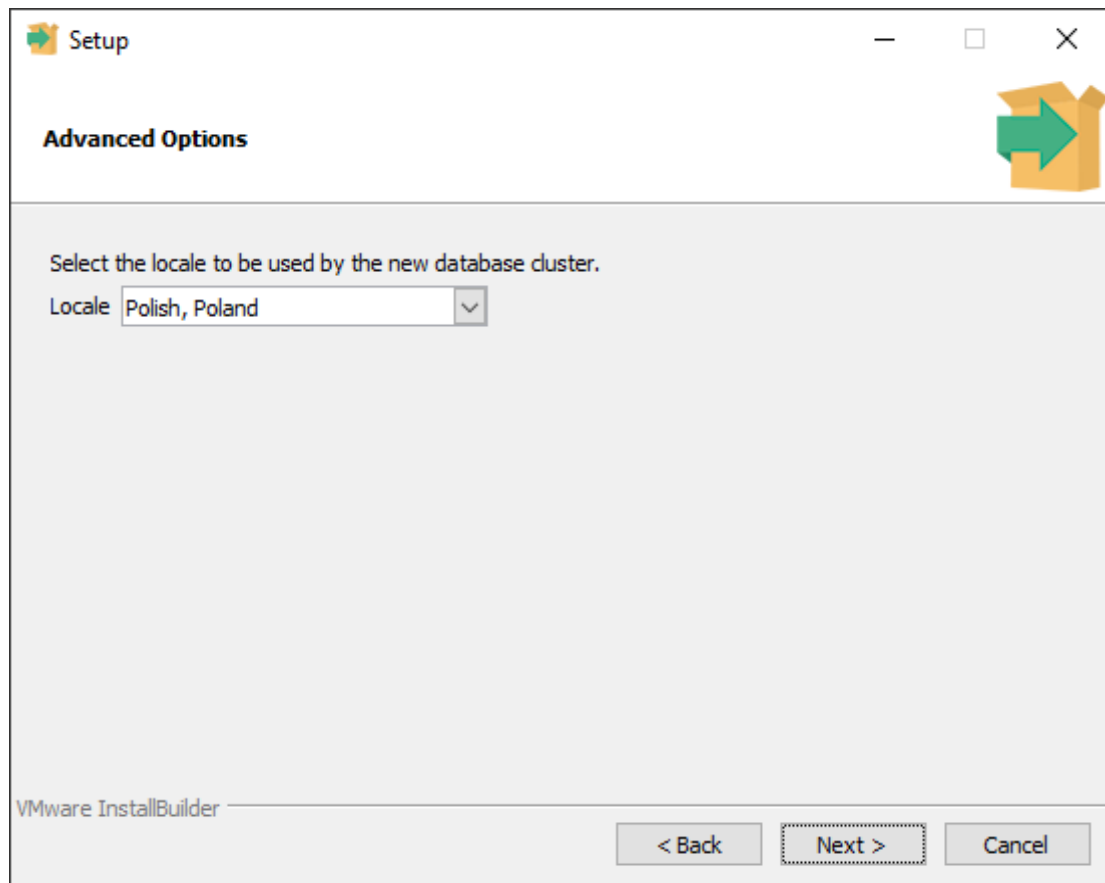 Setup
Advanced Options
Select the locale to be used by the new database cluster.
Locale Polish, Poland
VMware InstallBuilder
< Back Next > Cancel